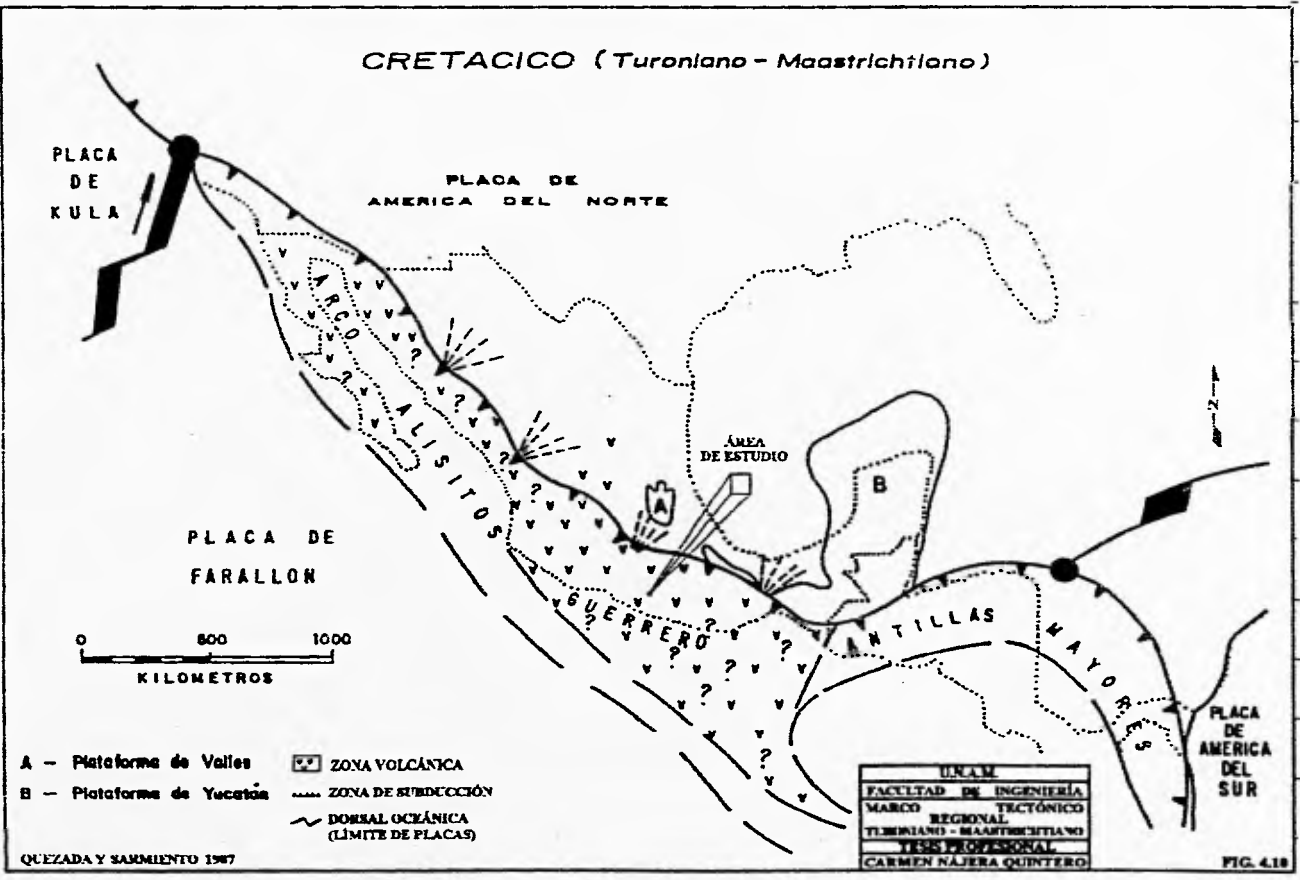 CRETACICO (Turoniano - Maastrichtiano)
PLACA
DE
KULA
PLACA DE
AMERICA DEL NORTE
ARCO
ALISITOS
ÁREA
DE ESTUDIO
A
B
N
PLACA DE
FARALLON
GUERRERO
ANTILLAS MAYORES
0 500 1000
KILOMETROS
PLACA
DE
AMERICA
DEL
SUR
A - Plataforma de Valles
B - Plataforma de Yucatán
ZONA VOLCÁNICA
ZONA DE SUBDUCCIÓN
DORSAL OCEÁNICA
(LÍMITE DE PLACAS)
U.N.A.M.
FACULTAD DE INGENIERÍA
MARCO TECTÓNICO
REGIONAL
TURONIANO - MAASTRICHTIANO
TESIS PROFESIONAL
CARMEN NÁJERA QUINTERO
QUEZADA Y SARMIENTO 1987
FIG. 4.10